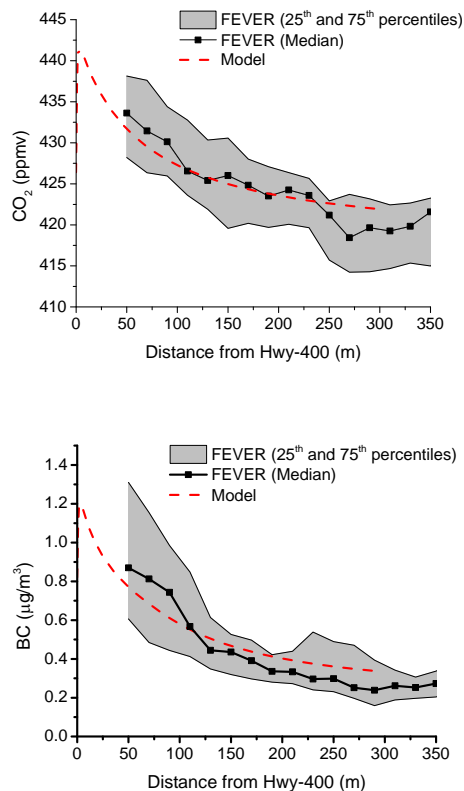 FEVER (25th and 75th percentiles)
FEVER (Median)
Model
445
440
435
430
425
420
415
410
CO2 (ppmv)
0 50 100 150 200 250 300 350
Distance from Hwy-400 (m)
FEVER (25th and 75th percentiles)
FEVER (Median)
Model
1.4
1.2
1.0
0.8
0.6
0.4
0.2
0.0
BC (μg/m3)
0 50 100 150 200 250 300 350
Distance from Hwy-400 (m)